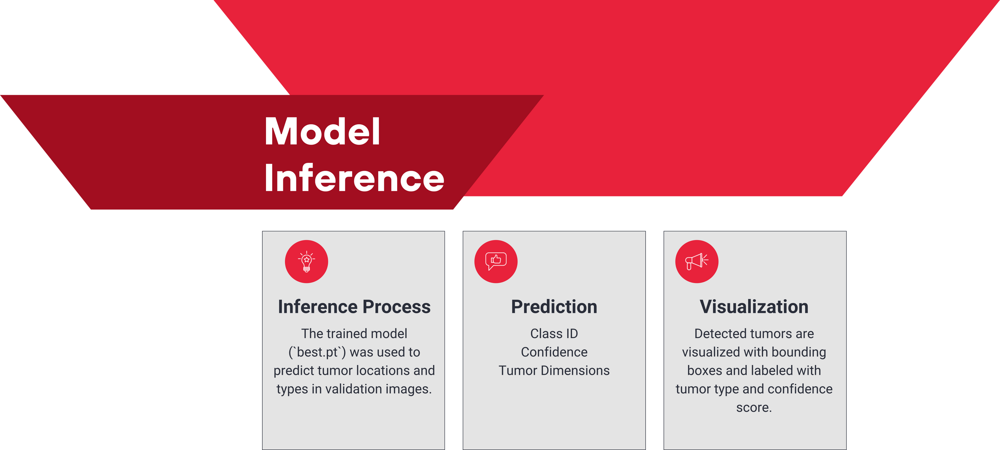 Model
Inference
Inference Process
The trained model
(`best.pt`) was used to
predict tumor locations and
types in validation images.
Prediction
Class ID
Confidence
Tumor Dimensions
Visualization
Detected tumors are
visualized with bounding
boxes and labeled with
tumor type and confidence
score.